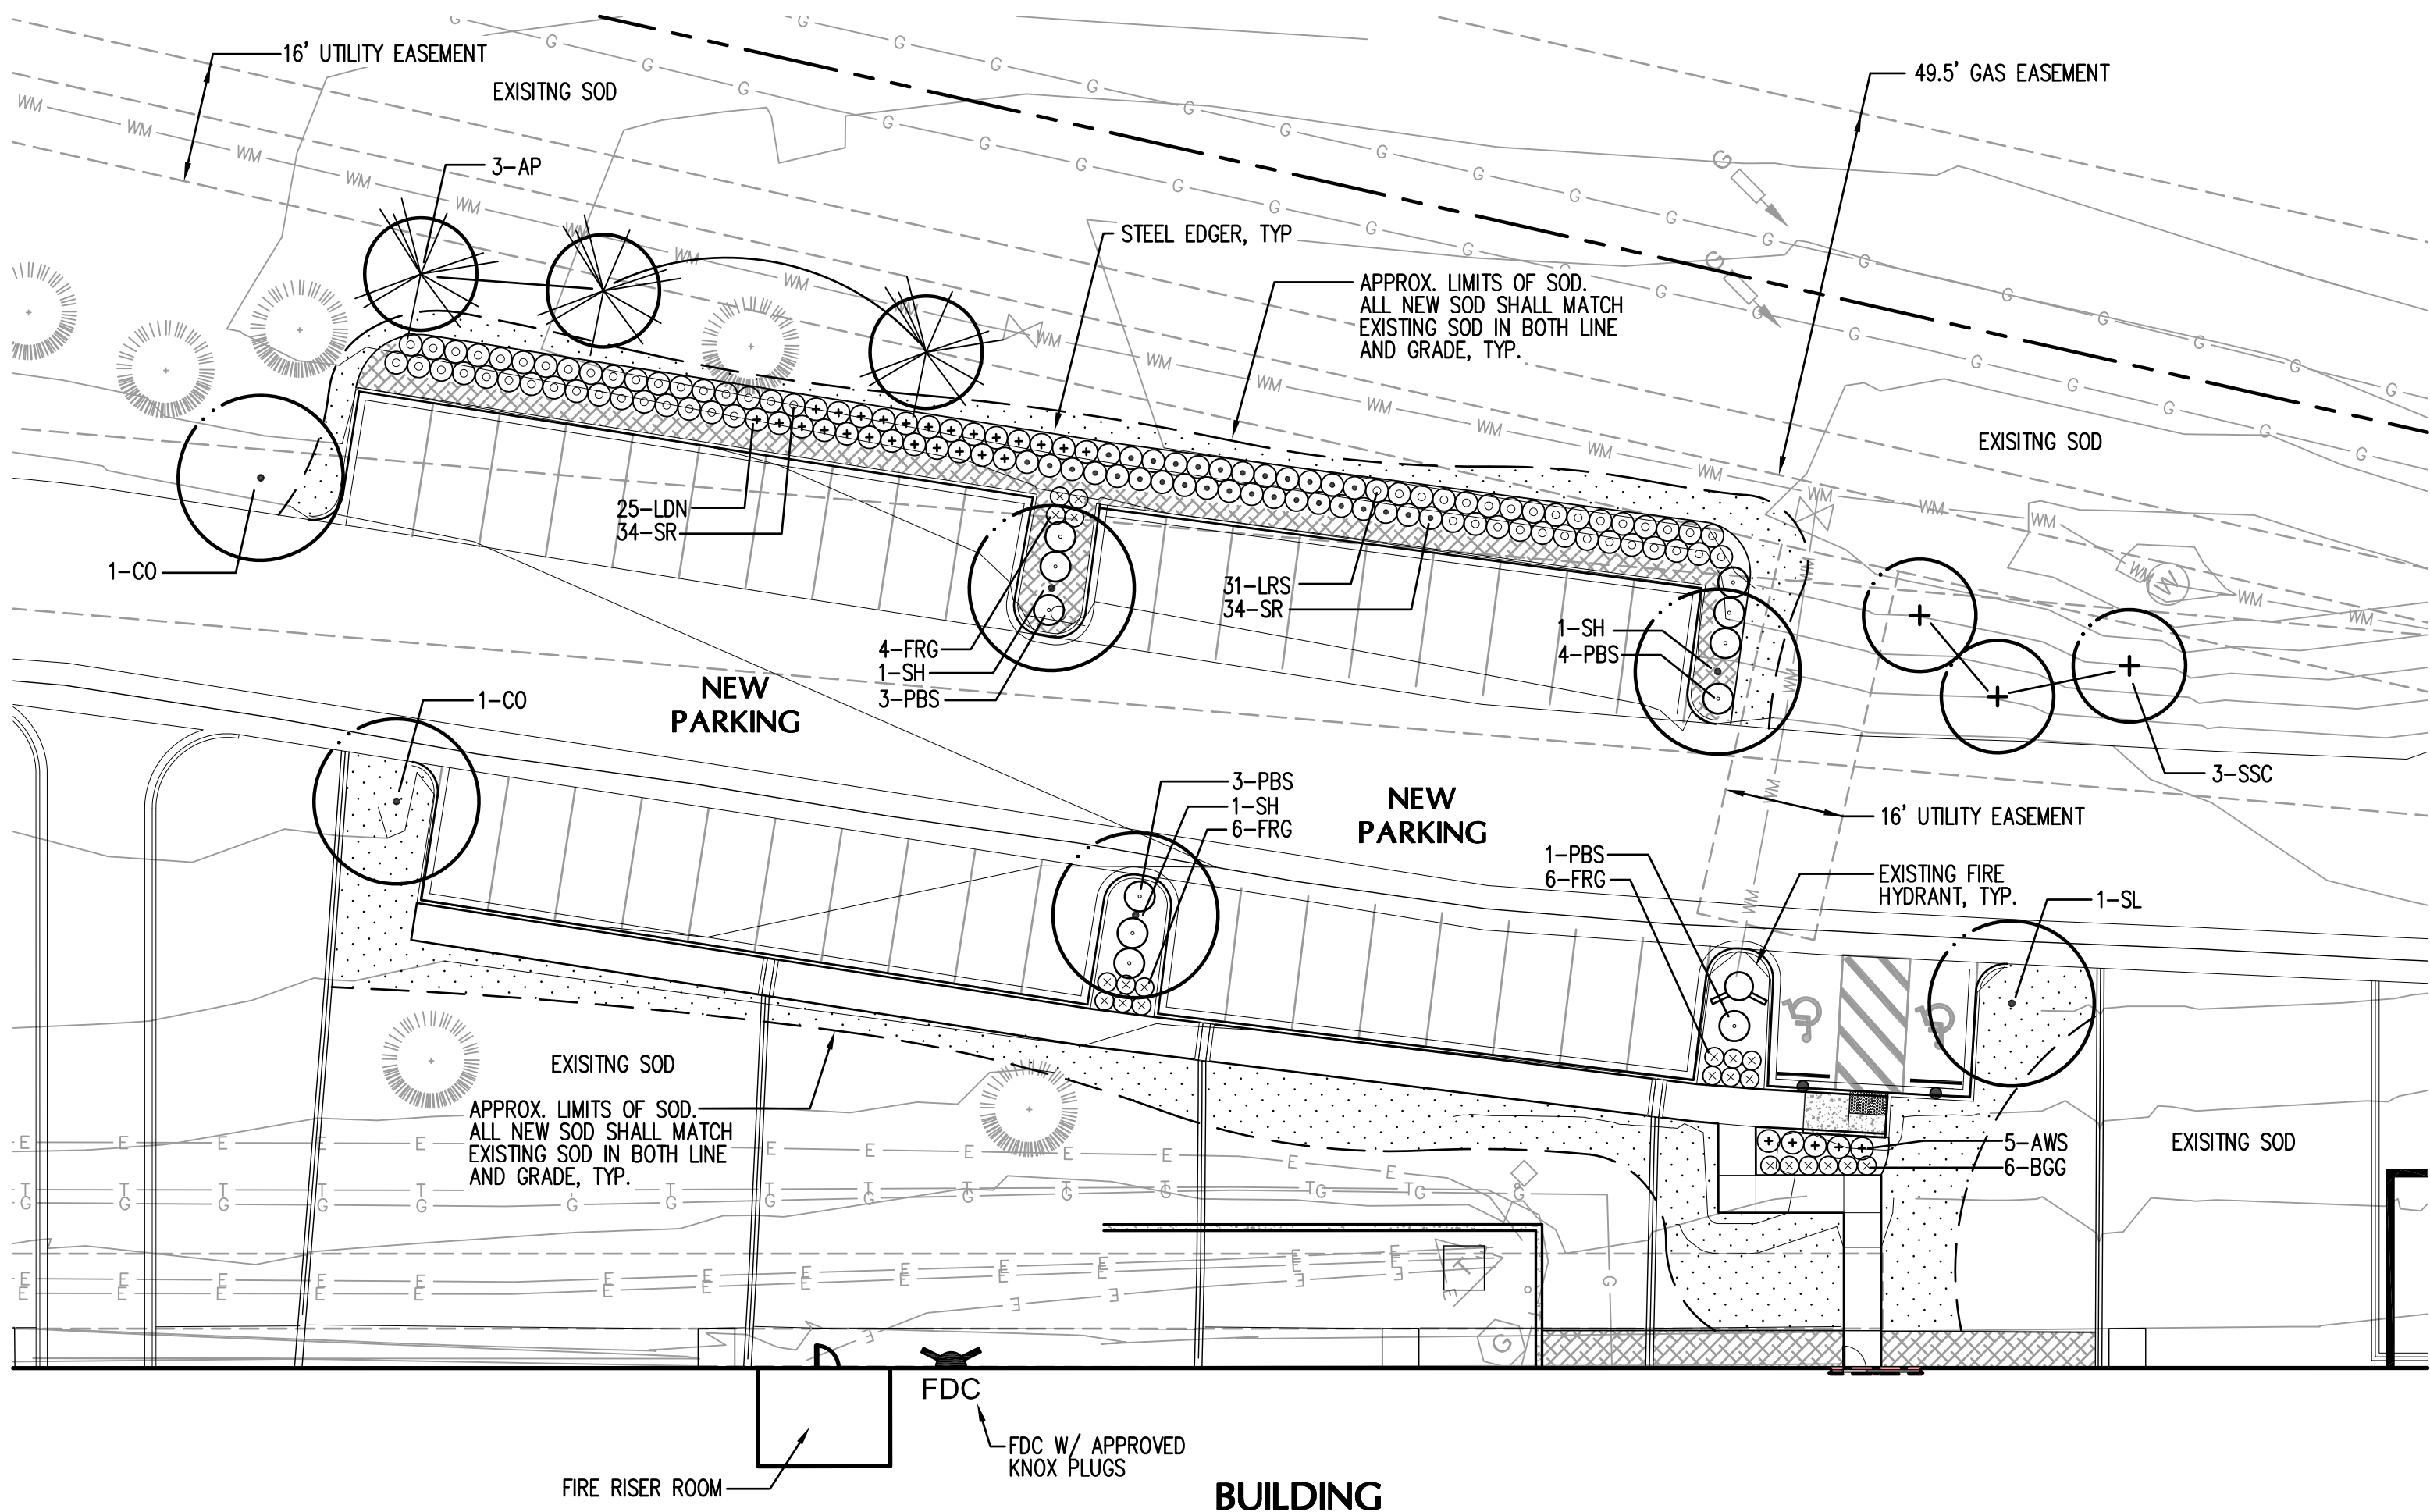 16' UTILITY EASEMENT
EXISITNG SOD
49.5' GAS EASEMENT
3-AP
STEEL EDGER, TYP
APPROX. LIMITS OF SOD.
ALL NEW SOD SHALL MATCH
EXISTING SOD IN BOTH LINE
AND GRADE, TYP.
EXISITNG SOD
25-LDN
34-SR
1-CO
31-LRS
34-SR
4-FRG
1-SH
3-PBS
1-SH
4-PBS
W
NEW
PARKING
1-CO
3-SSC
3-PBS
1-SH
6-FRG
NEW
PARKING
16' UTILITY EASEMENT
1-PBS
6-FRG
EXISTING FIRE
HYDRANT, TYP.
1-SL
EXISITNG SOD
APPROX. LIMITS OF SOD.
ALL NEW SOD SHALL MATCH
EXISTING SOD IN BOTH LINE
AND GRADE, TYP.
5-AWS
6-BGG
EXISITNG SOD
T
G
FDC
FDC W/ APPROVED
KNOX PLUGS
FIRE RISER ROOM
BUILDING